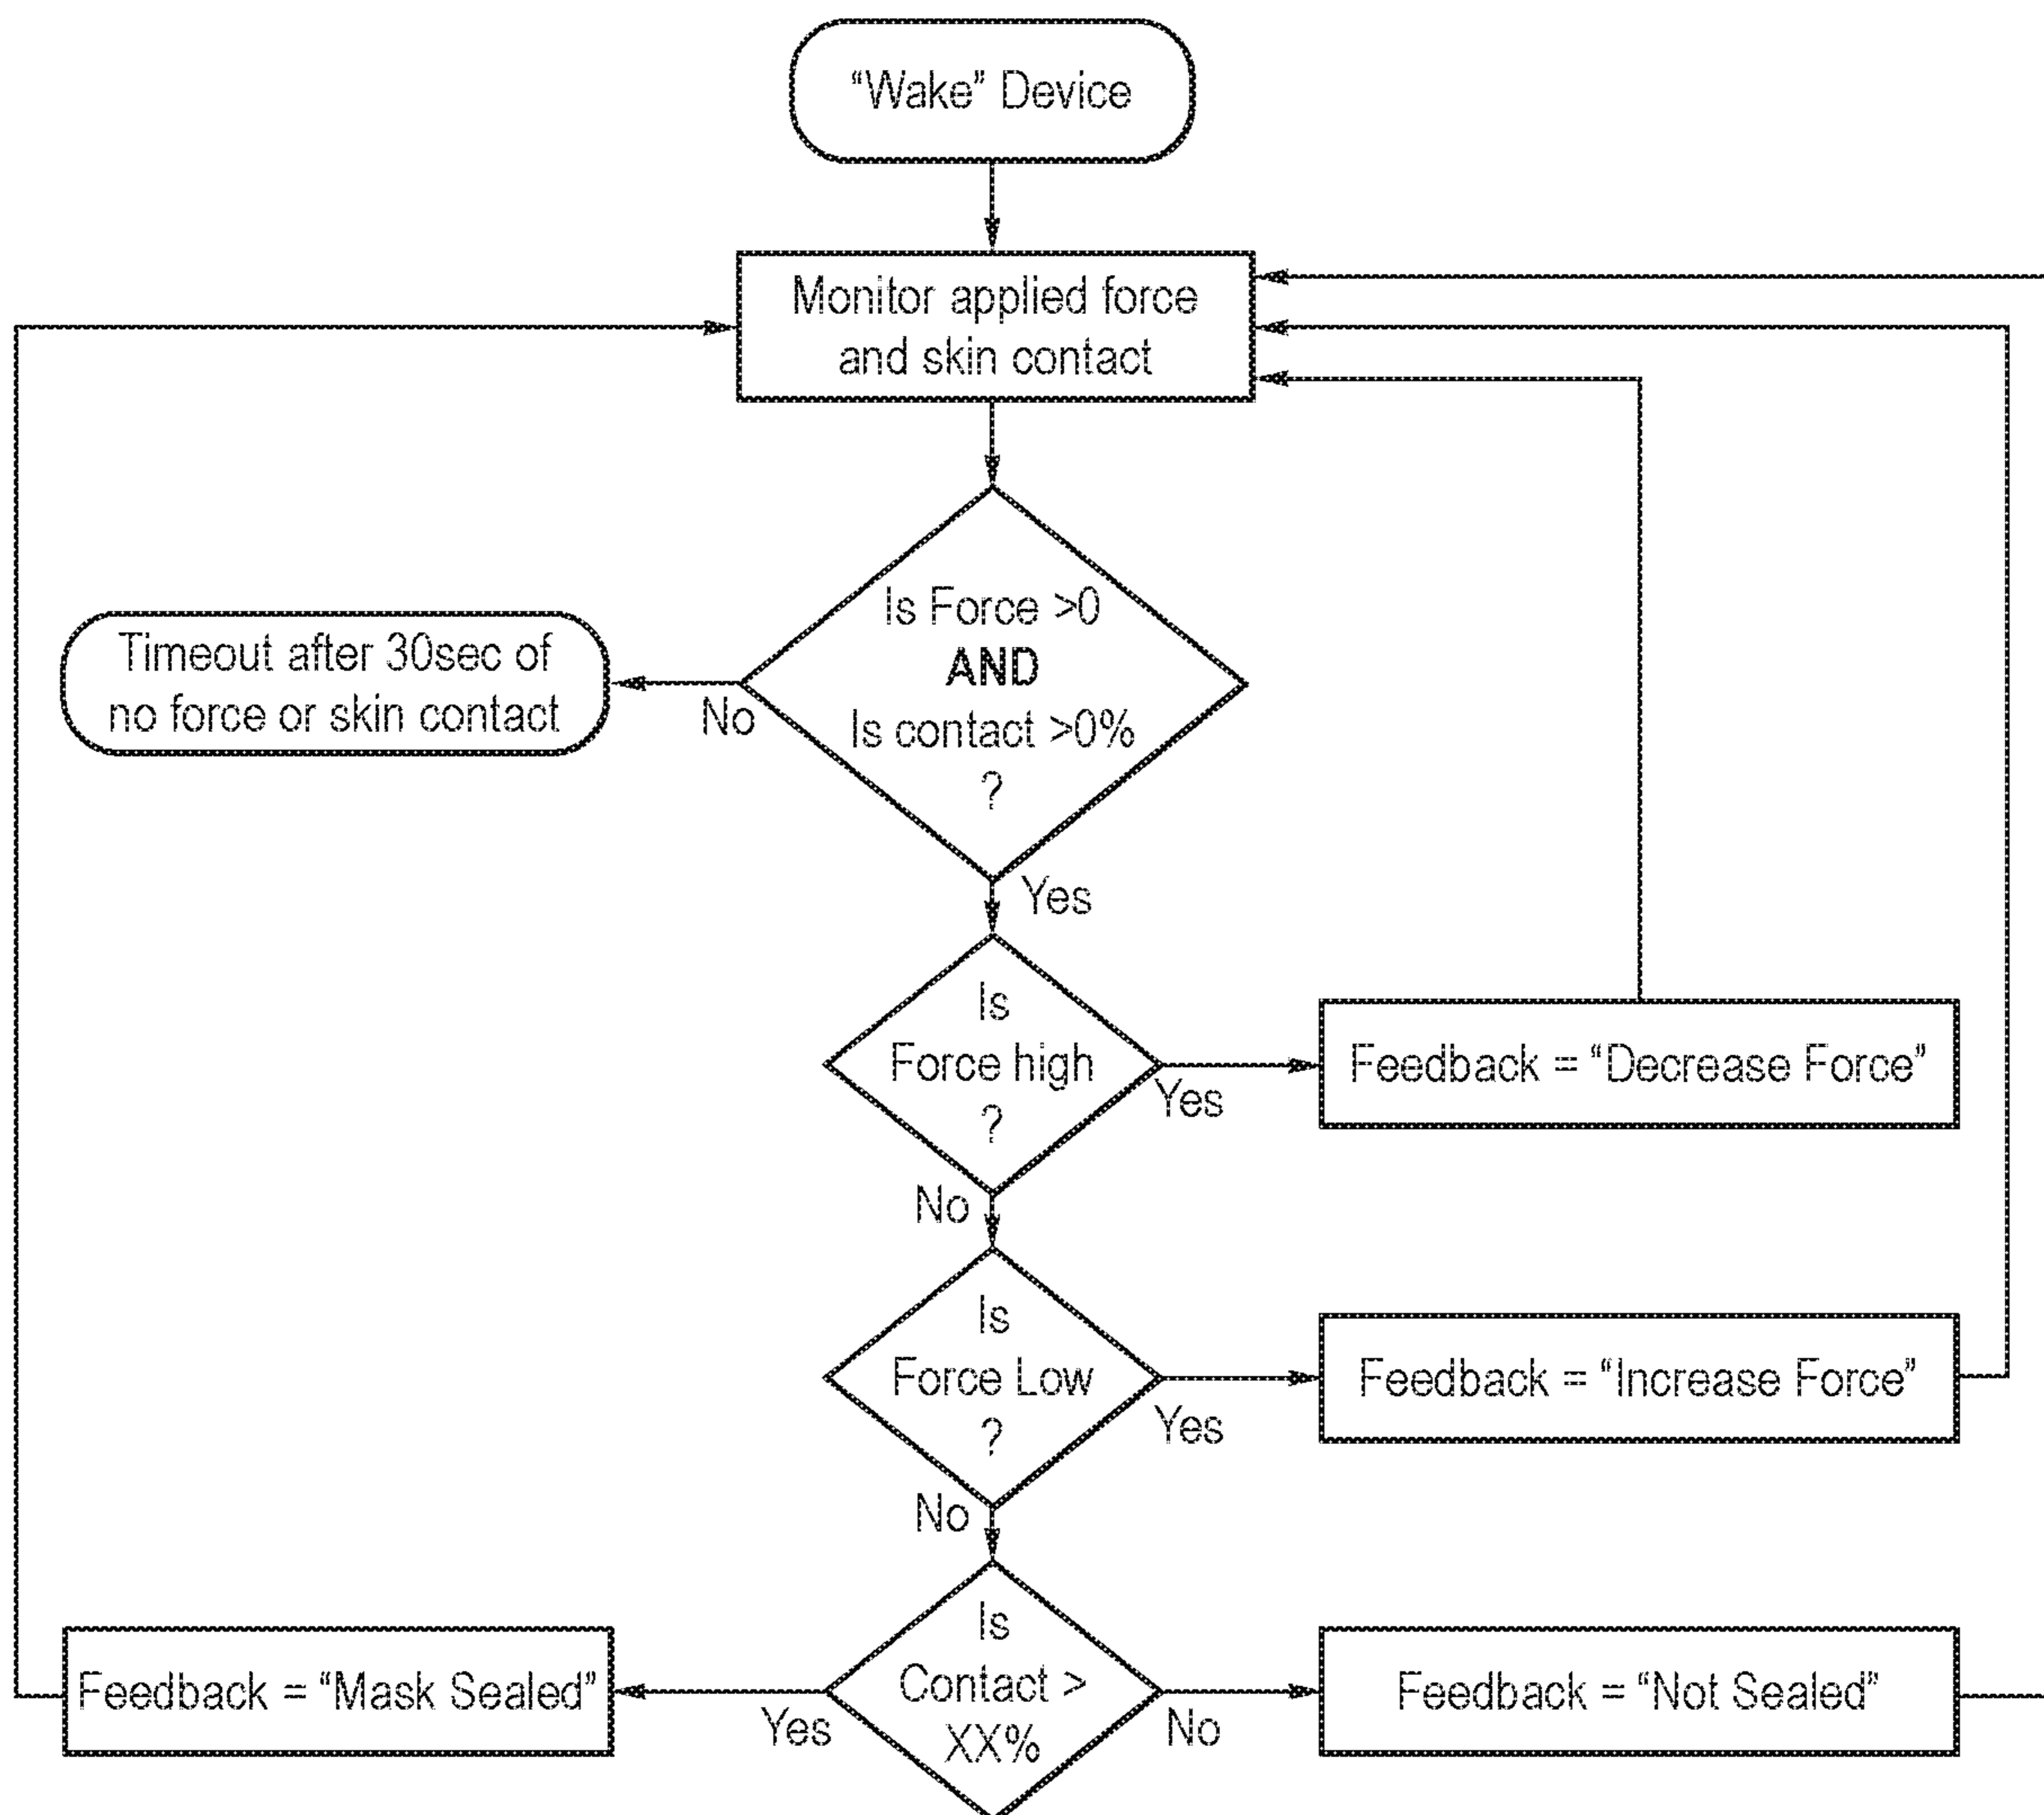 "Wake" Device
Monitor applied force
and skin contact
Is Force >0
AND
Is contact >0%
?
Timeout after 30sec of
no force or skin contact
No
Yes
Is
Force high
?
Yes
Feedback = "Decrease Force"
No
Is
Force Low
?
Yes
Feedback = "Increase Force"
No
Is
Contact >
XX%
Yes
Feedback = "Mask Sealed"
No
Feedback = "Not Sealed"